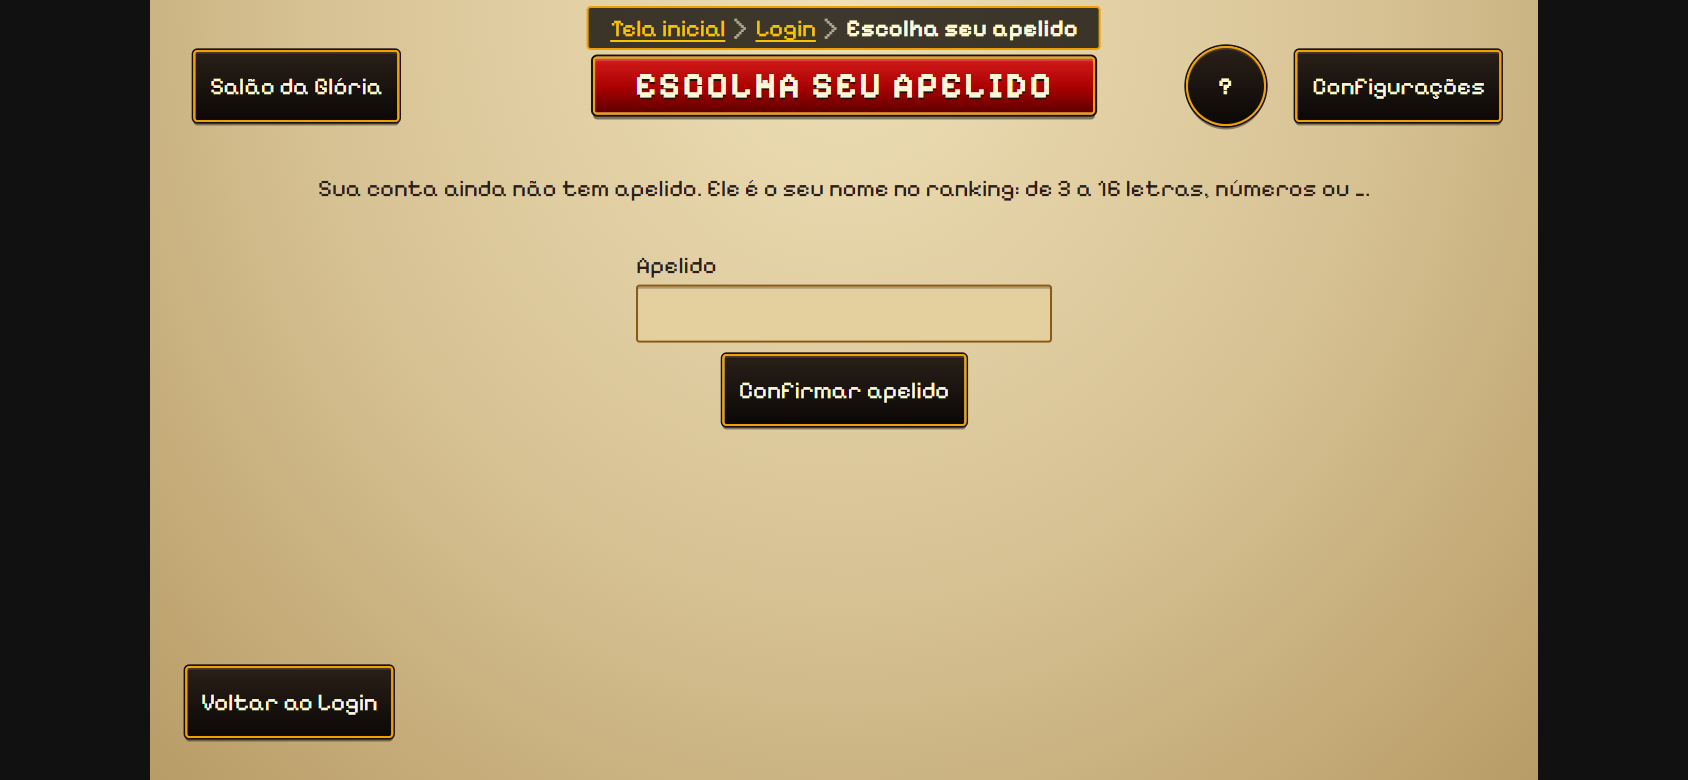 Tela inicial > Login > Escolha seu apelido
Salão da Glória
ESCOLHA SEU APELIDO
?
Configurações
Sua conta ainda não tem apelido. Ele é o seu nome no ranking: de 3 a 16 letras, números ou _.
Apelido
Confirmar apelido
Voltar ao Login